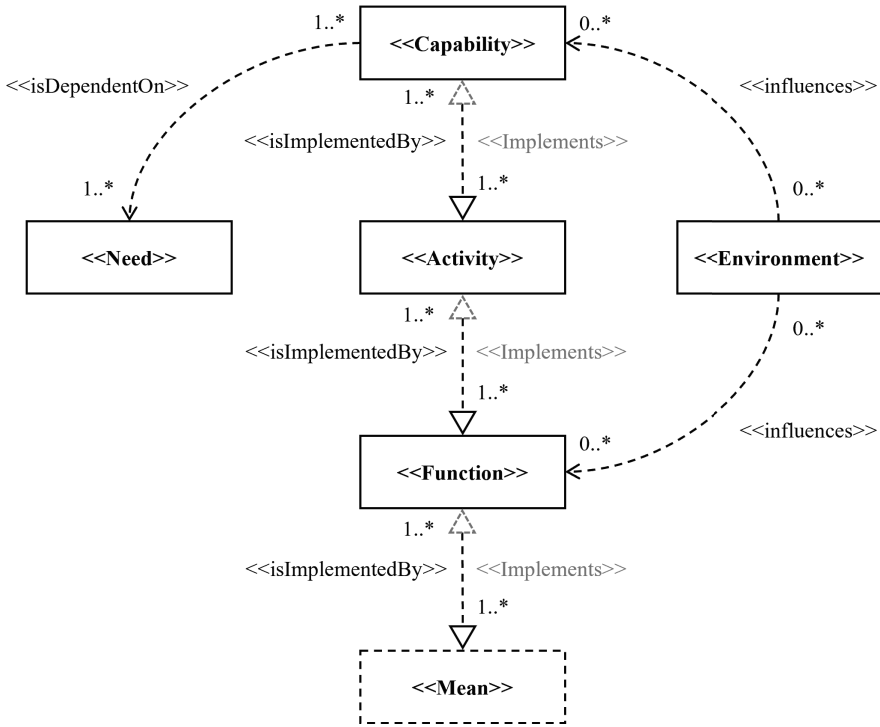 1..*
<<Capability>>
0..*
<<isDependentOn>>
1..*
<<influences>>
<<isImplementedBy>>
<<Implements>>
1..*
1..*
0..*
<<Need>>
<<Activity>>
<<Environment>>
1..*
0..*
<<isImplementedBy>>
<<Implements>>
1..*
0..*
<<influences>>
<<Function>>
1..*
<<isImplementedBy>>
<<Implements>>
1..*
<<Mean>>